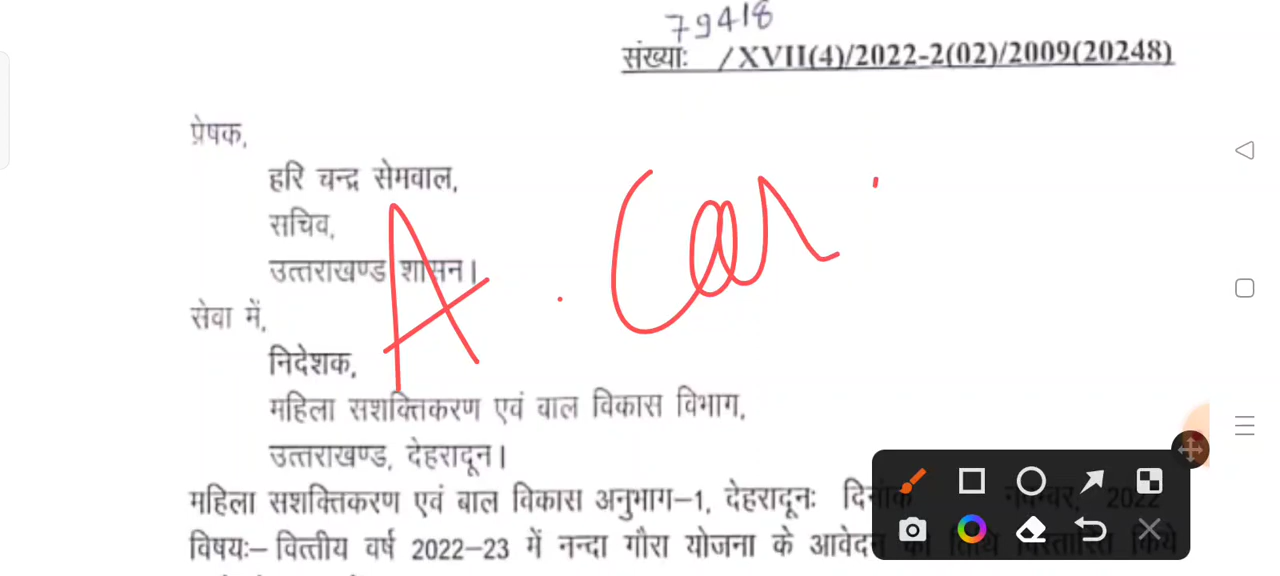 79418
संख्याः /XVII(4)/2022-2(02)/2009(20248)
प्रेषक,
हरि चन्द्र सेमवाल,
सचिव,
उत्तराखण्ड शासन।
A . Car
सेवा में,
निदेशक,
महिला सशक्तिकरण एवं बाल विकास विभाग,
उत्तराखण्ड, देहरादून।
महिला सशक्तिकरण एवं बाल विकास अनुभाग-1, देहरादूनः दिनांक नवम्बर, 2022
विषयः- वित्तीय वर्ष 2022-23 में नन्दा गौरा योजना के आवेदन की तिथि विस्तारित किये